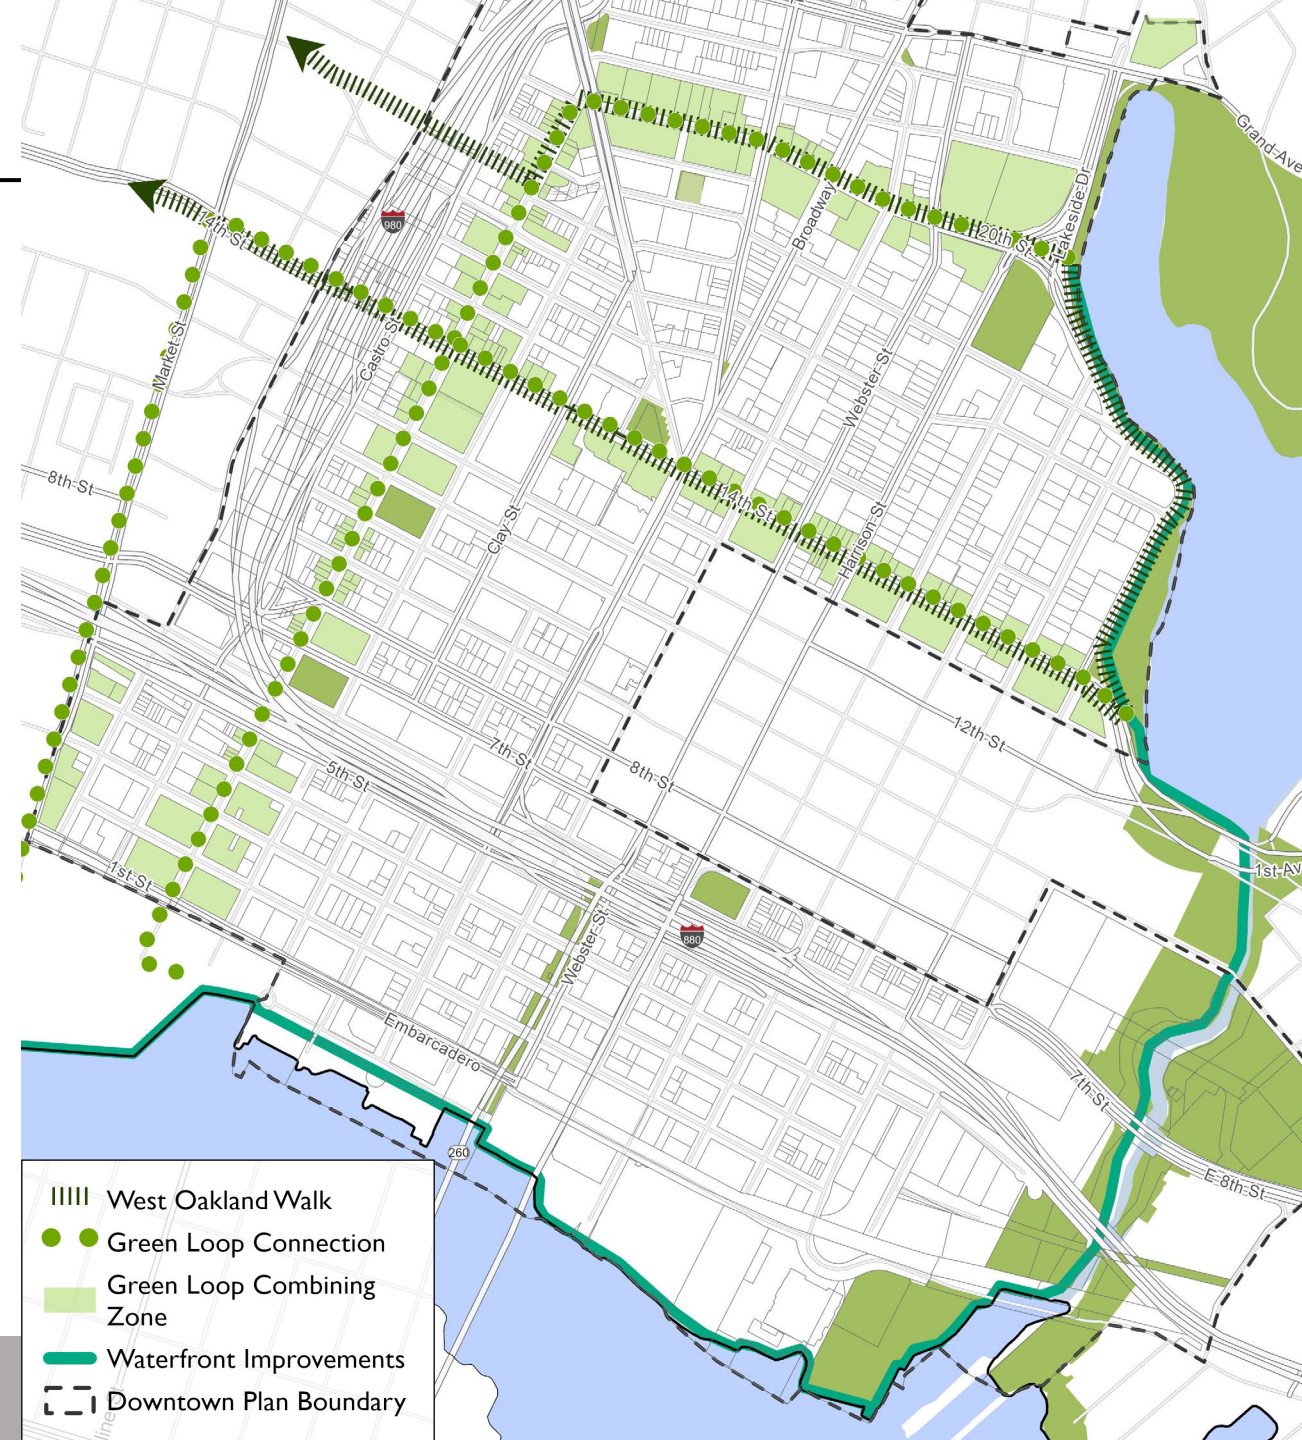 Grand Ave
Lakeside Dr
Broadway
980
14th St
20th St
Castro St
Market St
Webster St
8th St
14th St
Clay St
Harrison St
12th St
7th St
8th St
5th St
1st St
1st Av
880
Webster St
Embarcadero
7th St
260
E 8th St
West Oakland Walk
Green Loop Connection
Green Loop Combining
Zone
Waterfront Improvements
Downtown Plan Boundary